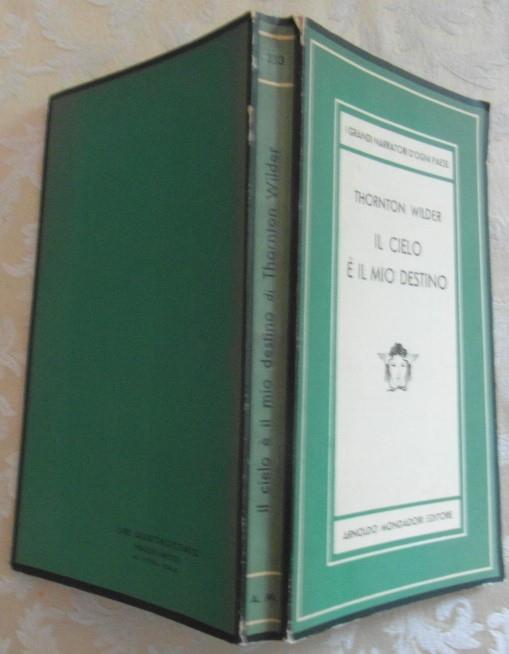 I GRANDI NARRATORI D'OGNI PAESE
THORNTON WILDER
IL CIELO
È IL MIO DESTINO
ARNOLDO MONDADORI EDITORE
Il cielo è il mio destino di Thornton Wilder
A. M.